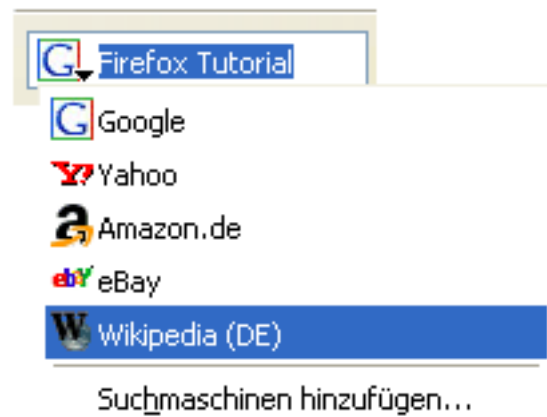 Firefox Tutorial
Google
Yahoo
Amazon.de
eBay
Wikipedia (DE)
Suchmaschinen hinzufügen...